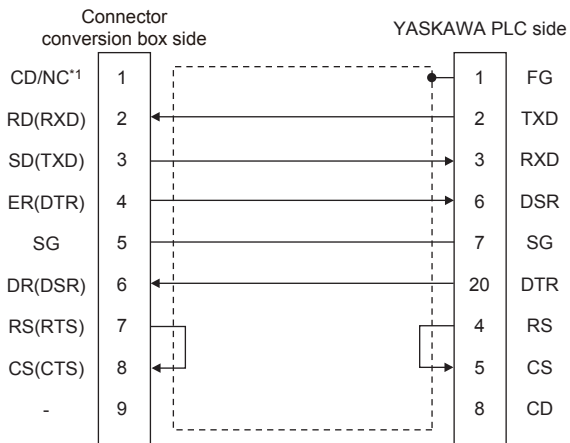 Connector
conversion box side
YASKAWA PLC side
CD/NC*1 1 1 FG
RD(RXD) 2 2 TXD
SD(TXD) 3 3 RXD
ER(DTR) 4 6 DSR
SG 5 7 SG
DR(DSR) 6 20 DTR
RS(RTS) 7 4 RS
CS(CTS) 8 5 CS
- 9 8 CD